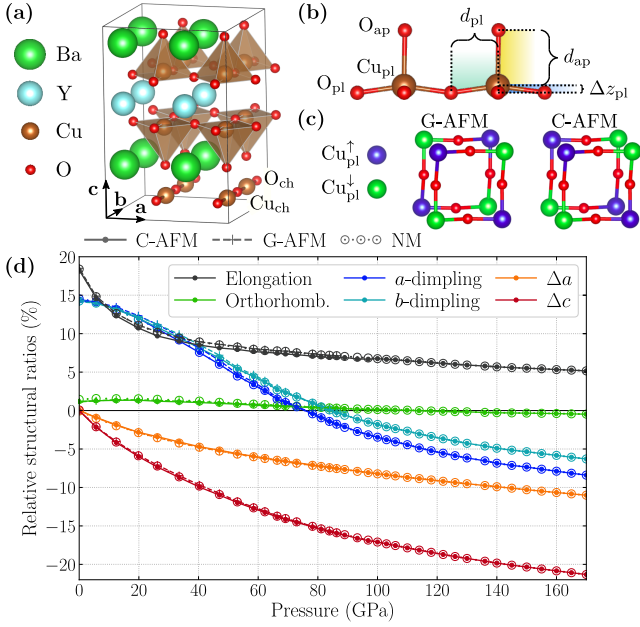 (a)
Ba
Y
Cu
O
c
b
a
O_ch
Cu_ch
(b)
O_ap
Cu_pl
O_pl
d_pl
d_ap
Δz_pl
(c)
G-AFM C-AFM
Cu_pl^↑
Cu_pl^↓
C-AFM G-AFM NM
(d)
Elongation a-dimpling Δa
Orthorhomb. b-dimpling Δc
Relative structural ratios (%)
20
15
10
5
0
−5
−10
−15
−20
0 20 40 60 80 100 120 140 160
Pressure (GPa)